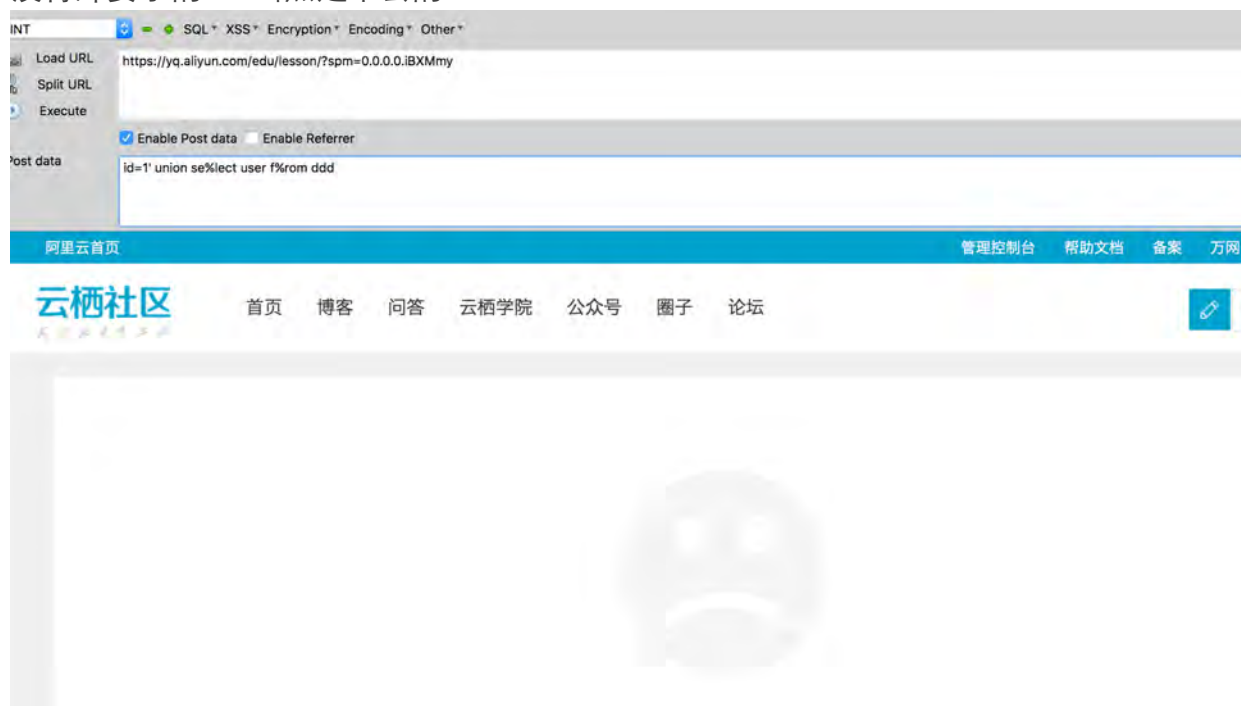 INT SQL XSS Encryption Encoding Other
Load URL https://yq.aliyun.com/edu/lesson/?spm=0.0.0.0.iBXMmy
Split URL
Execute
Enable Post data Enable Referrer
Post data id=1' union se%lect user f%rom ddd
阿里云首页 管理控制台 帮助文档 备案 万网
云栖社区 首页 博客 问答 云栖学院 公众号 圈子 论坛